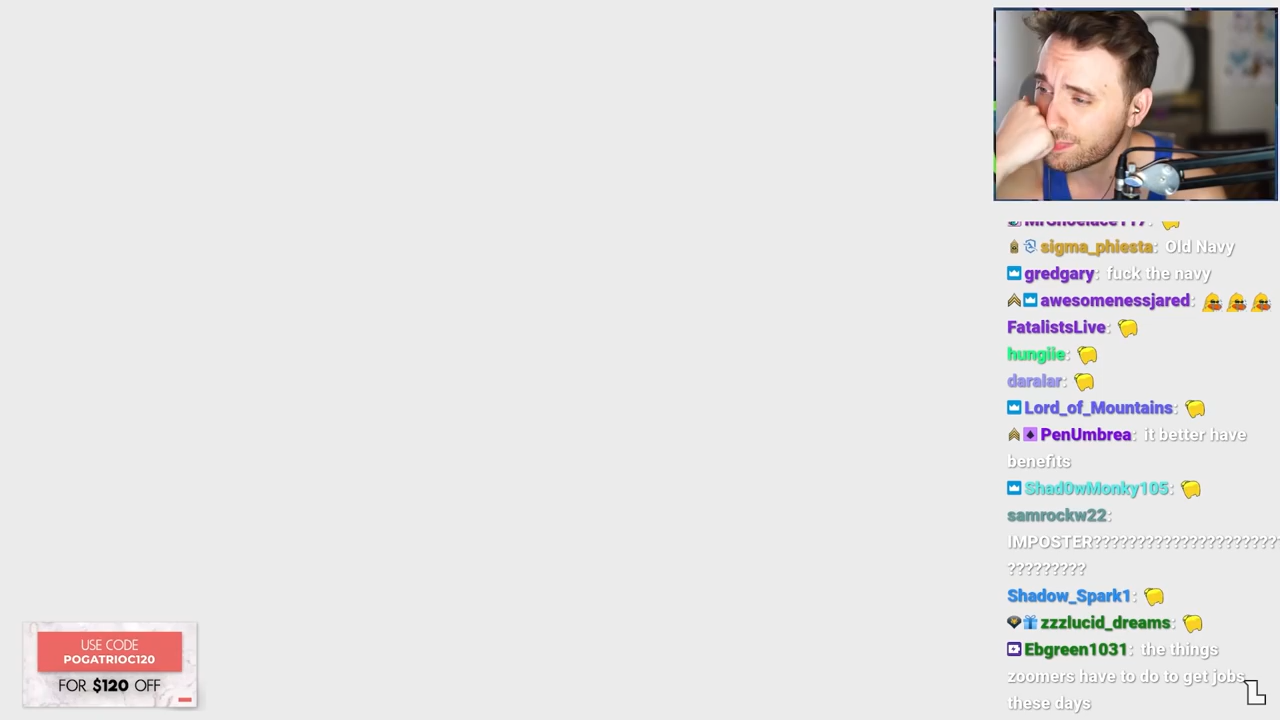 MrShoelace117:
sigma_phiesta: Old Navy
gredgary: fuck the navy
awesomenessjared:
FatalistsLive:
hungiie:
daralar:
Lord_of_Mountains:
PenUmbrea: it better have
benefits
Shad0wMonky105:
samrockw22:
IMPOSTER?????????????????????
?????????
Shadow_Spark1:
zzzlucid_dreams:
Ebgreen1031: the things
zoomers have to do to get jobs
these days
USE CODE
POGATRIOC120
FOR $120 OFF